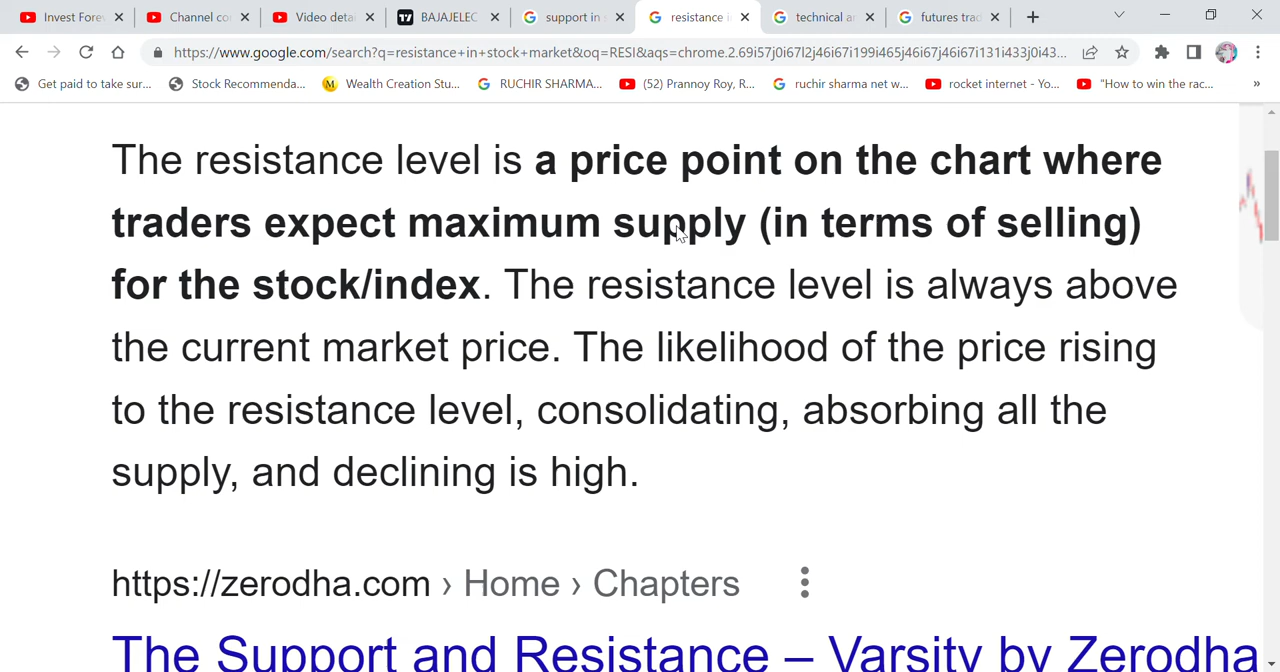 Invest Fore
Channel co
Video deta
BAJAJELEC
support in s
resistance i
technical an
futures trad
https://www.google.com/search?q=resistance+in+stock+market&oq=RESI&aqs=chrome.2.69i57j0i67l2j46i67i199i465j46i67j46i67i131i433j0i43...
Get paid to take sur...
Stock Recommenda...
Wealth Creation Stu...
RUCHIR SHARMA...
(52) Prannoy Roy, R...
ruchir sharma net w...
rocket internet - Yo...
"How to win the rac...
»
The resistance level is a price point on the chart where
traders expect maximum supply (in terms of selling)
for the stock/index. The resistance level is always above
the current market price. The likelihood of the price rising
to the resistance level, consolidating, absorbing all the
supply, and declining is high.
https://zerodha.com › Home › Chapters
The Support and Resistance – Varsity by Zerodha